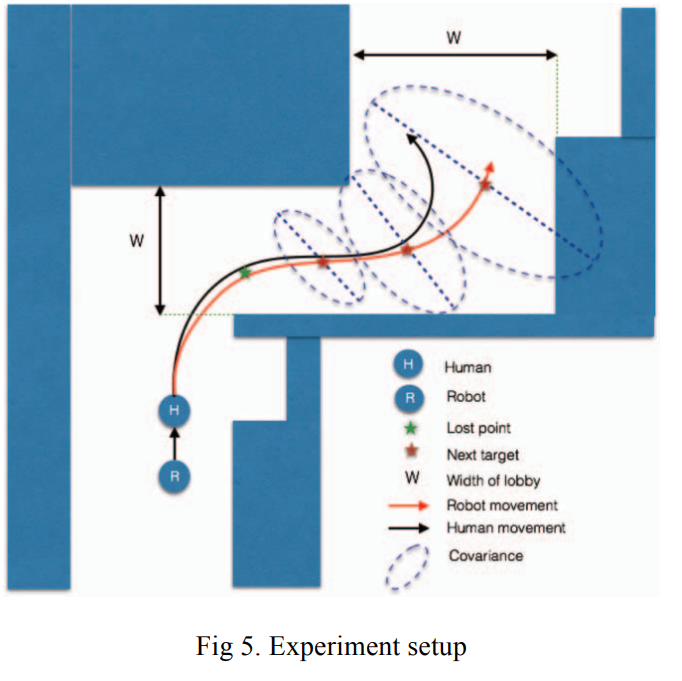 W
W
H
R
H Human
R Robot
Lost point
Next target
W Width of lobby
Robot movement
Human movement
Covariance
Fig 5. Experiment setup